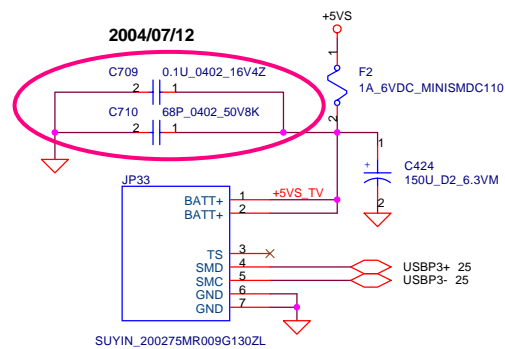 2004/07/12
+5VS
C709 0.1U_0402_16V4Z
2 1
C710 68P_0402_50V8K
2 1
1
F2
1A_6VDC_MINISMDC110
2
1
+
C424
150U_D2_6.3VM
2
JP33
BATT+ 1 +5VS_TV
BATT+ 2
TS 3
SMD 4 USBP3+ 25
SMC 5 USBP3- 25
GND 6
GND 7
SUYIN_200275MR009G130ZL